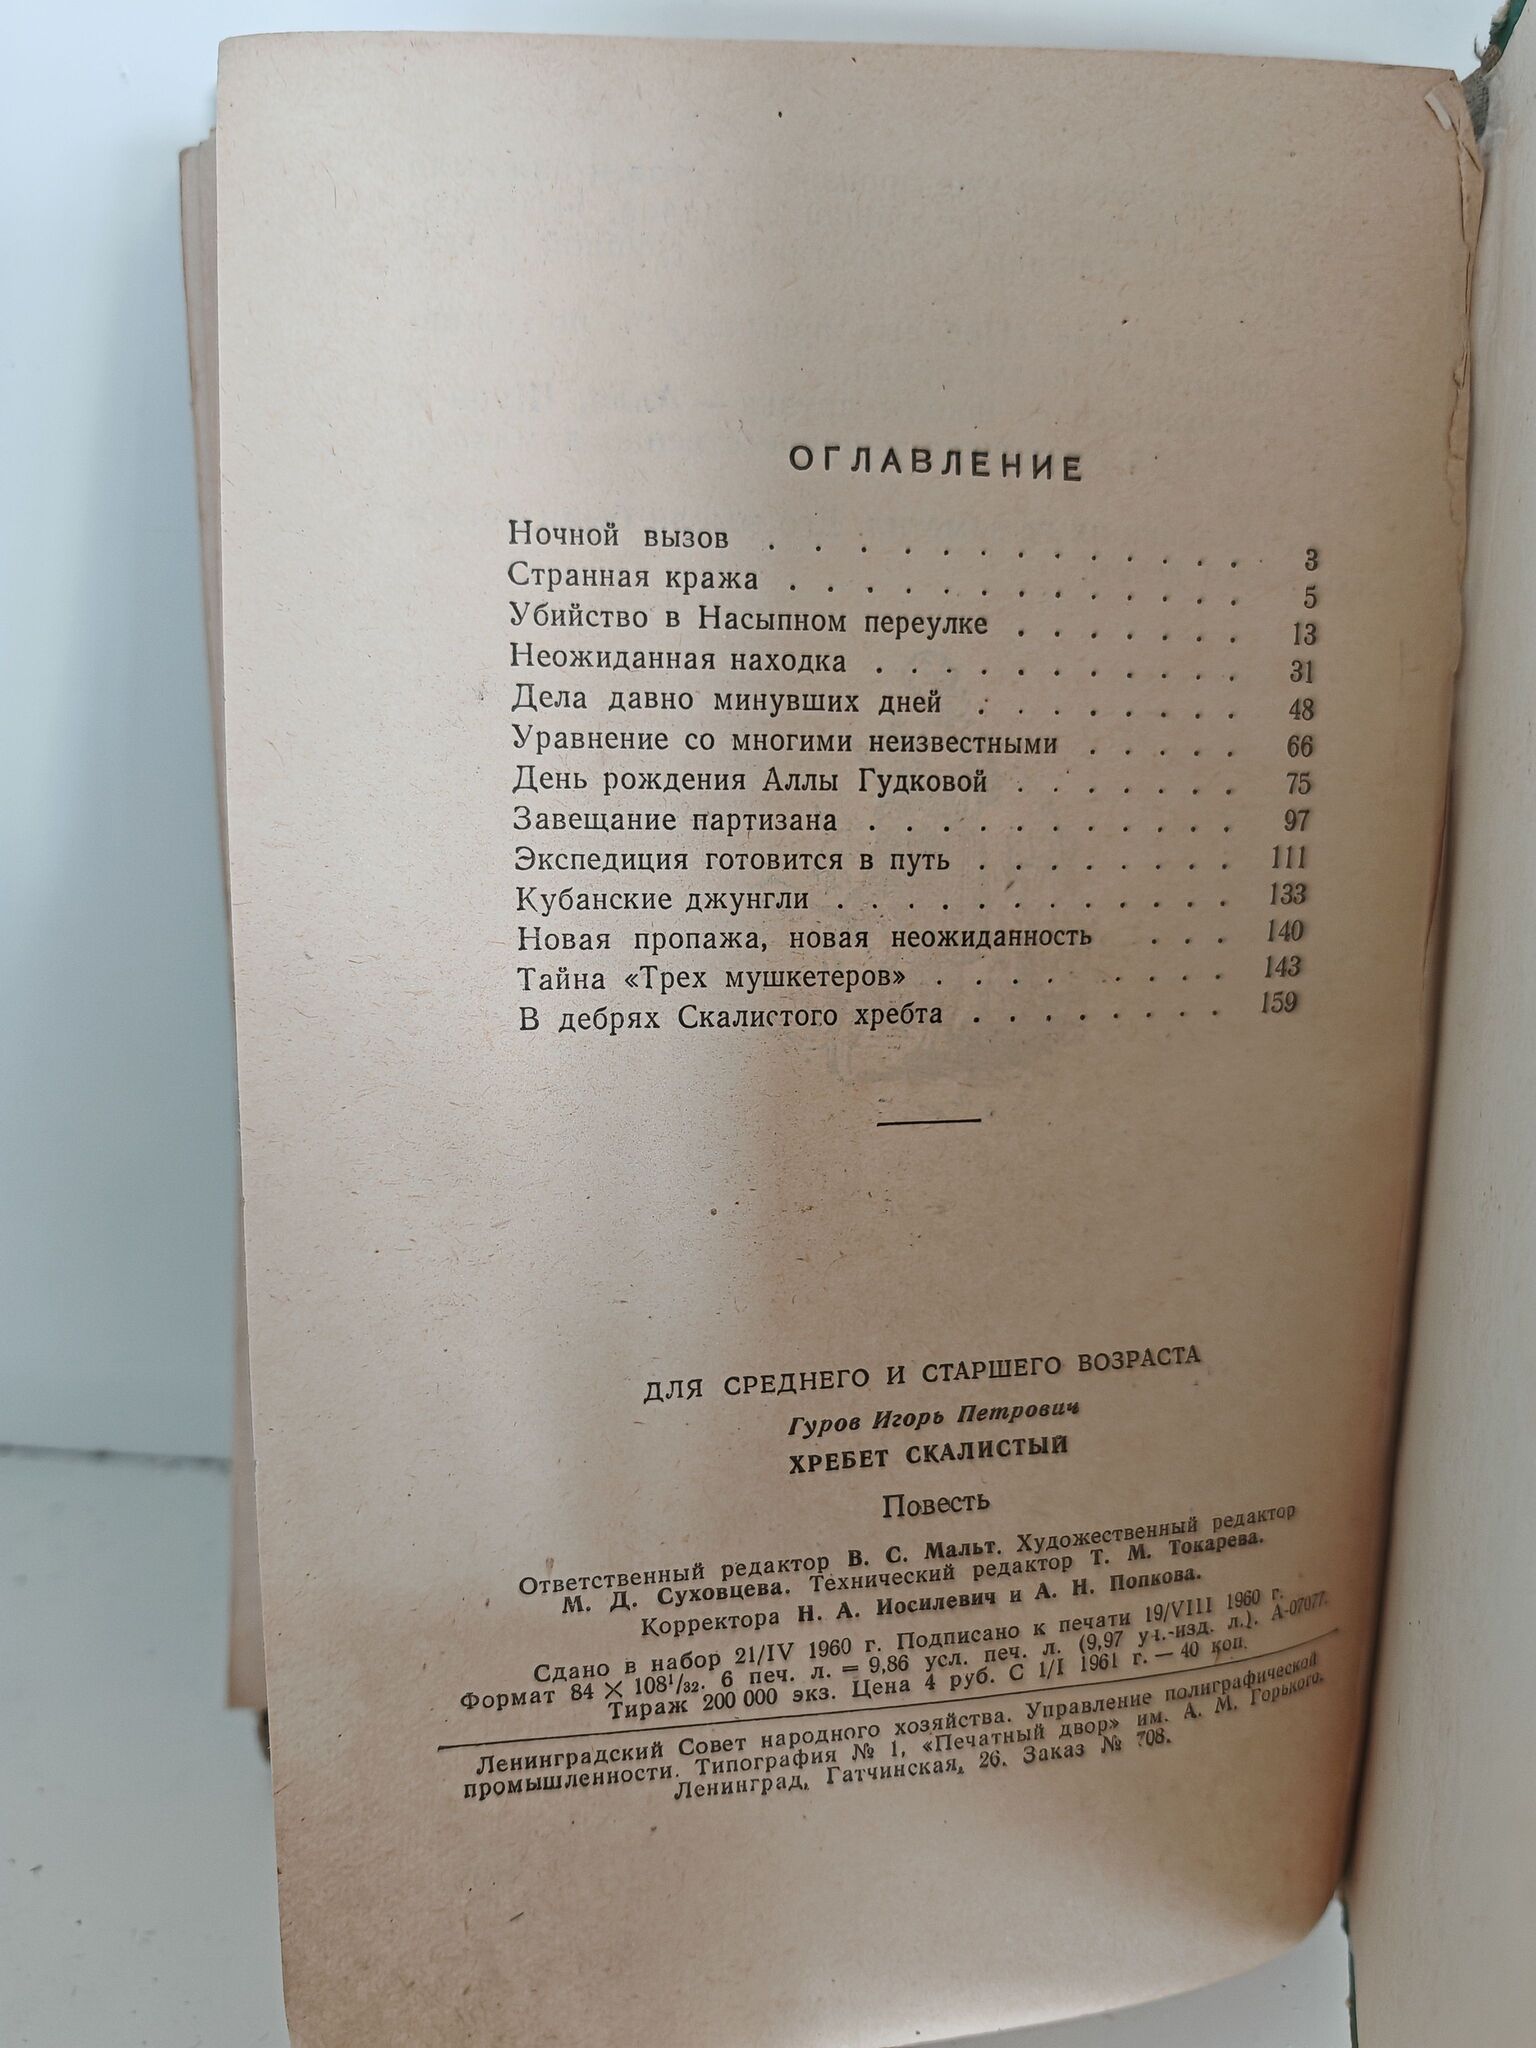 ОГЛАВЛЕНИЕ
Ночной вызов . . . . . . . . . . . 3
Странная кража . . . . . . . . . . . 5
Убийство в Насыпном переулке . . . . . . . 13
Неожиданная находка . . . . . . . . . . 31
Дела давно минувших дней . . . . . . . . 48
Уравнение со многими неизвестными . . . . . 66
День рождения Аллы Гудковой . . . . . . . 75
Завещание партизана . . . . . . . . . . 97
Экспедиция готовится в путь . . . . . . . . 111
Кубанские джунгли . . . . . . . . . . . 133
Новая пропажа, новая неожиданность . . . 140
Тайна «Трех мушкетеров» . . . . . . . . 143
В дебрях Скалистого хребта . . . . . . . . 159
ДЛЯ СРЕДНЕГО И СТАРШЕГО ВОЗРАСТА
Гуров Игорь Петрович
ХРЕБЕТ СКАЛИСТЫЙ
Повесть
Ответственный редактор В. С. Мальт. Художественный редактор
М. Д. Суховцева. Технический редактор Т. М. Токарева.
Корректора Н. А. Иосилевич и А. Н. Попкова.
Сдано в набор 21/IV 1960 г. Подписано к печати 19/VIII 1960 г.
Формат 84 × 108¹/₃₂. 6 печ. л. = 9,86 усл. печ. л. (9,97 уч.-изд. л.). А-07077.
Тираж 200 000 экз. Цена 4 руб. С 1/I 1961 г. — 40 коп.
Ленинградский Совет народного хозяйства. Управление полиграфической
промышленности. Типография № 1, «Печатный двор» им. А. М. Горького.
Ленинград, Гатчинская, 26. Заказ № 708.